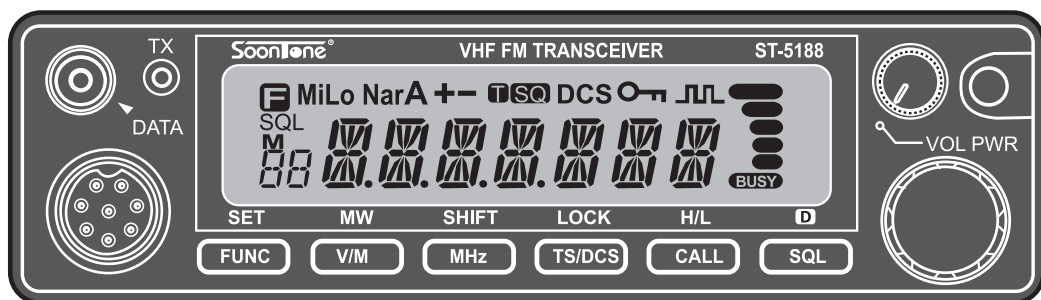 TX
DATA
SoonTone® VHF FM TRANSCEIVER ST-5188
F MiLo Nar A +− T SQ DCS
SQL
M
BUSY
VOL PWR
SET MW SHIFT LOCK H/L D
FUNC V/M MHz TS/DCS CALL SQL